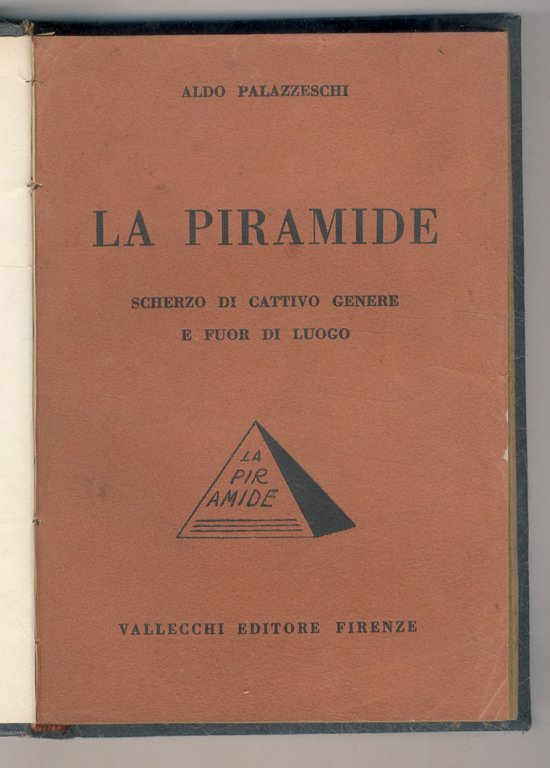 ALDO PALAZZESCHI
LA PIRAMIDE
SCHERZO DI CATTIVO GENERE
E FUOR DI LUOGO
LA
PIR
AMIDE
VALLECCHI EDITORE FIRENZE